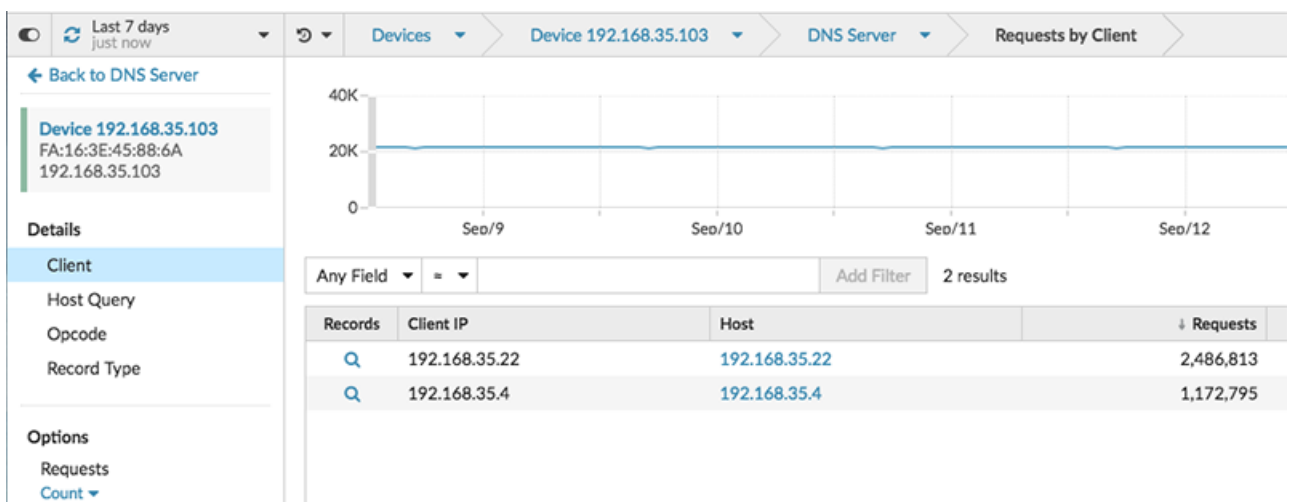 Last 7 days
just now
Devices
Device 192.168.35.103
DNS Server
Requests by Client
Back to DNS Server
Device 192.168.35.103
FA:16:3E:45:88:6A
192.168.35.103
Details
Client
Host Query
Opcode
Record Type
Options
Requests
Count
40K
20K
0
Sep/9 Sep/10 Sep/11 Sep/12
Any Field = Add Filter 2 results
Records Client IP Host Requests
192.168.35.22 192.168.35.22 2,486,813
192.168.35.4 192.168.35.4 1,172,795